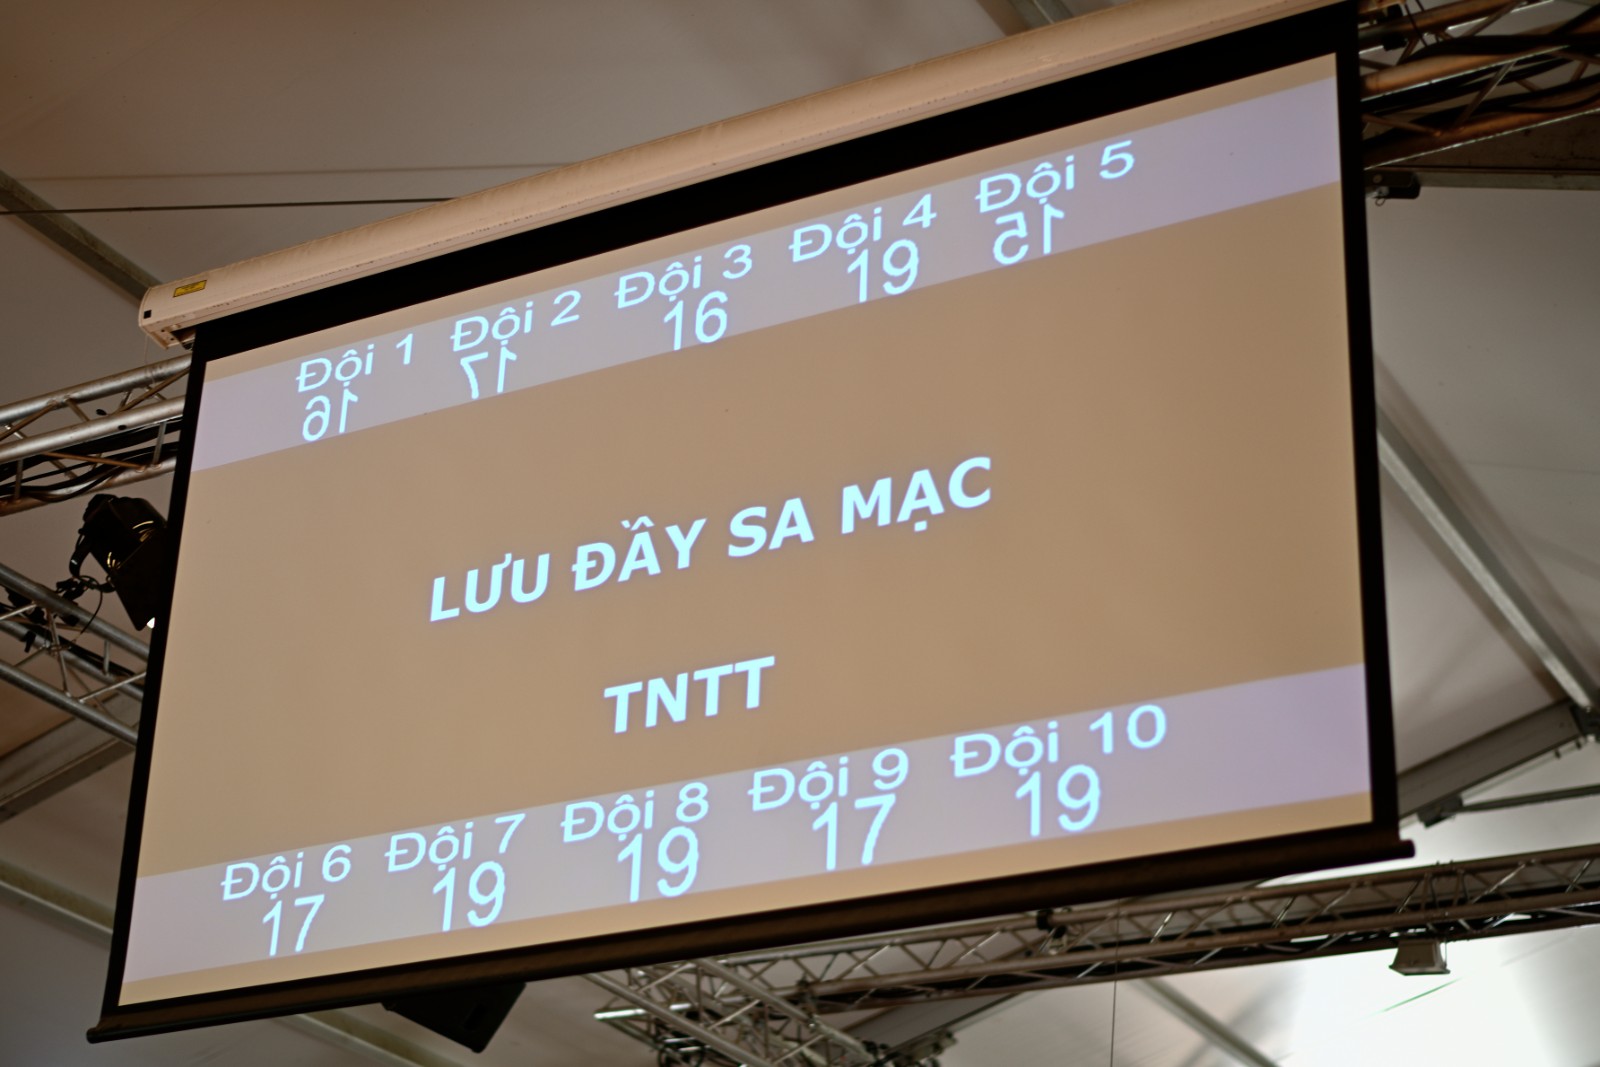 Đội 1 Đội 2 Đội 3 Đội 4 Đội 5
16 17 16 19 15
LƯU ĐẦY SA MẠC
TNTT
Đội 6 Đội 7 Đội 8 Đội 9 Đội 10
17 19 19 17 19